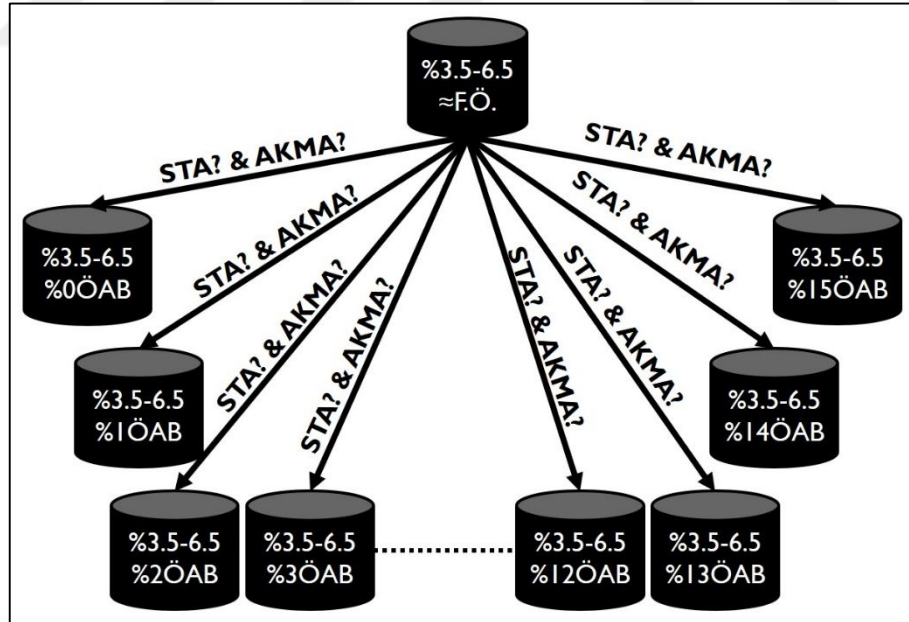 %3.5-6.5
≈F.Ö.
STA? & AKMA?
STA? & AKMA?
STA? & AKMA?
STA? & AKMA?
STA? & AKMA?
STA? & AKMA?
STA? & AKMA?
STA? & AKMA?
%3.5-6.5
%0ÖAB
%3.5-6.5
%15ÖAB
%3.5-6.5
%1ÖAB
%3.5-6.5
%14ÖAB
%3.5-6.5
%2ÖAB
%3.5-6.5
%3ÖAB
%3.5-6.5
%12ÖAB
%3.5-6.5
%13ÖAB